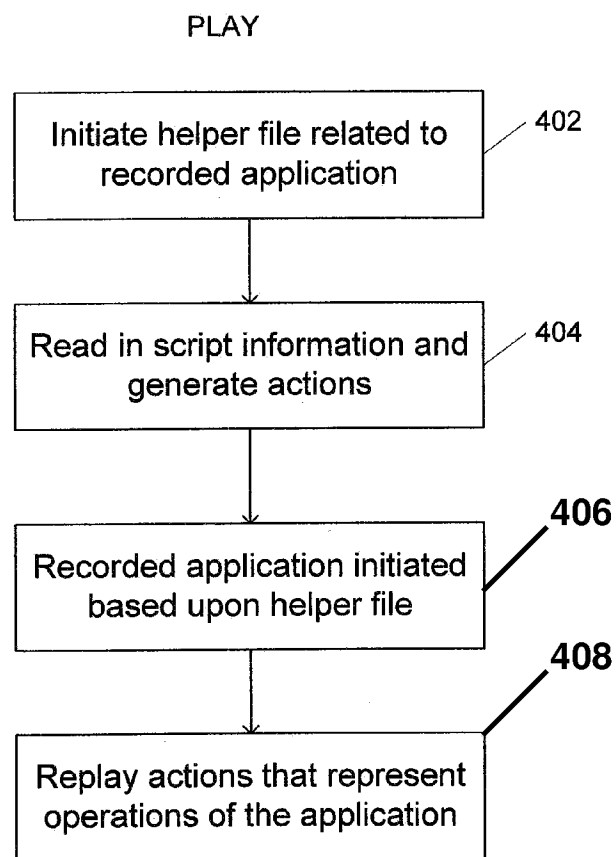 PLAY
Initiate helper file related to
recorded application
402
Read in script information and
generate actions
404
Recorded application initiated
based upon helper file
406
Replay actions that represent
operations of the application
408